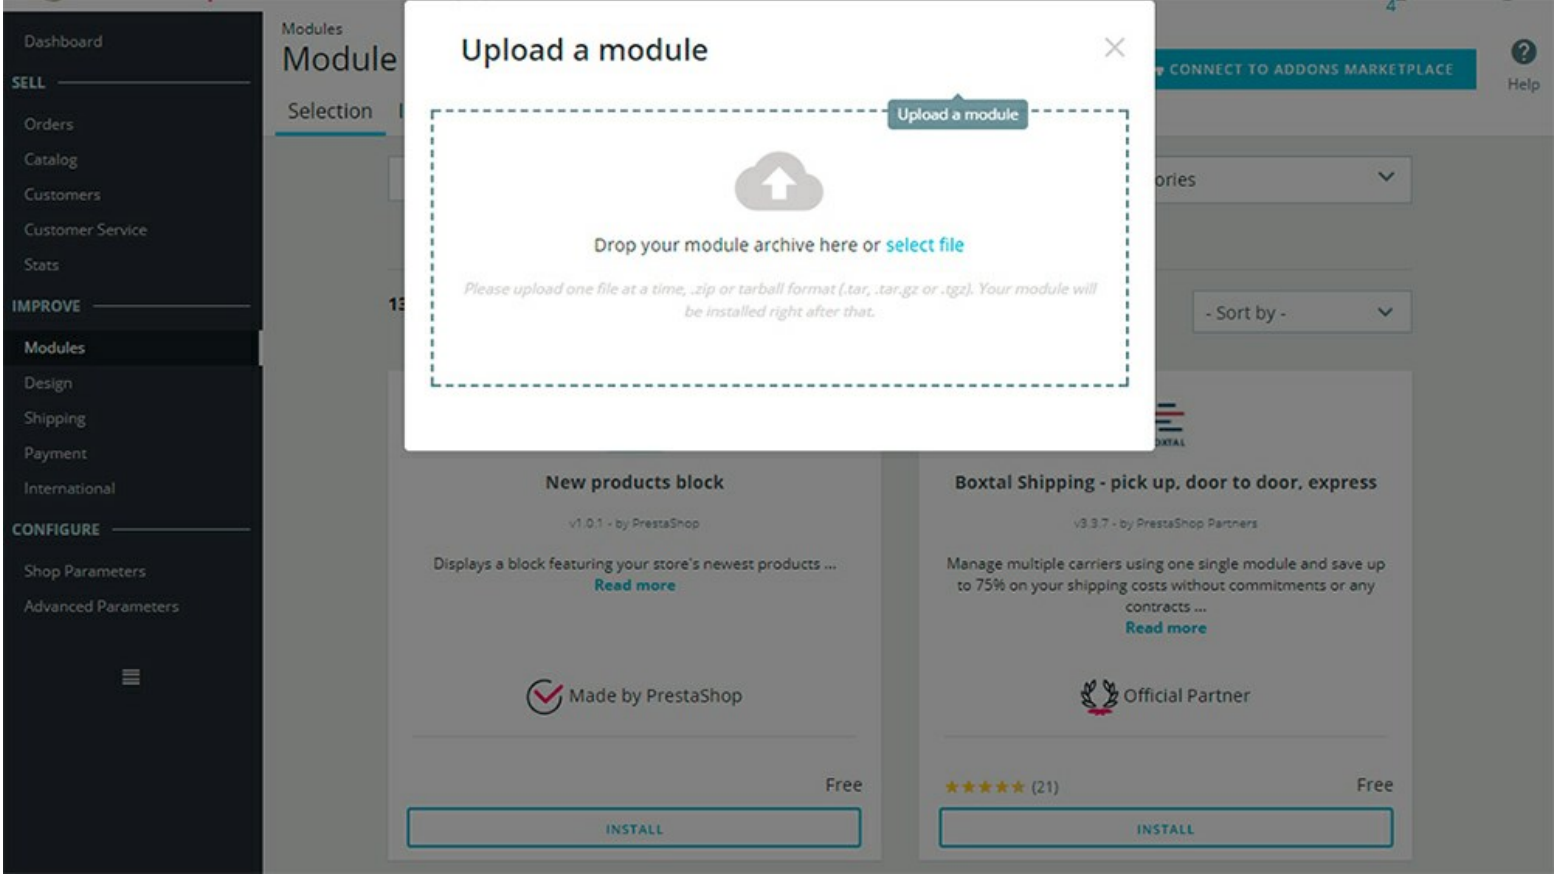 Dashboard
SELL
Orders
Catalog
Customers
Customer Service
Stats
IMPROVE
Modules
Design
Shipping
Payment
International
CONFIGURE
Shop Parameters
Advanced Parameters
Modules
Module
Selection
4
CONNECT TO ADDONS MARKETPLACE
Help
Upload a module
Upload a module
Drop your module archive here or select file
Please upload one file at a time, .zip or tarball format (.tar, .tar.gz or .tgz). Your module will
be installed right after that.
ories
13
- Sort by -
New products block
v1.0.1 - by PrestaShop
Displays a block featuring your store's newest products ...
Read more
Made by PrestaShop
Free
INSTALL
OXTAL
Boxtal Shipping - pick up, door to door, express
v3.3.7 - by PrestaShop Partners
Manage multiple carriers using one single module and save up
to 75% on your shipping costs without commitments or any
contracts ...
Read more
Official Partner
(21)
Free
INSTALL